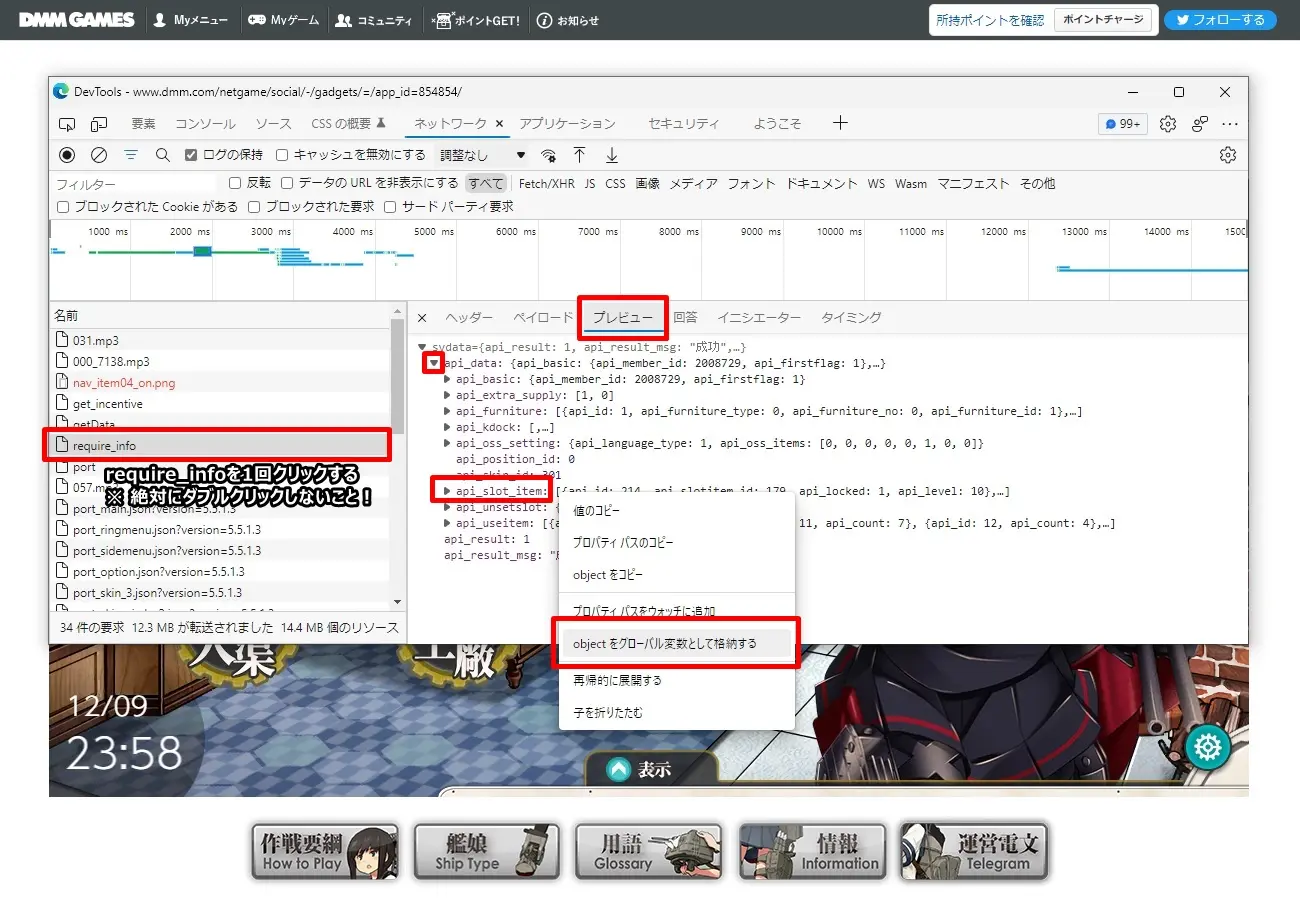 DMM GAMES
Myメニュー
Myゲーム
コミュニティ
ポイントGET!
お知らせ
所持ポイントを確認
ポイントチャージ
フォローする
DevTools - www.dmm.com/netgame/social/-/gadgets/=/app_id=854854/
要素 コンソール ソース CSS の概要 ネットワーク アプリケーション セキュリティ ようこそ
99+
ログの保持 キャッシュを無効にする 調整なし
フィルター 反転 データの URL を非表示にする すべて Fetch/XHR JS CSS 画像 メディア フォント ドキュメント WS Wasm マニフェスト その他
ブロックされた Cookie がある ブロックされた要求 サード パーティ要求
1000 ms 2000 ms 3000 ms 4000 ms 5000 ms 6000 ms 7000 ms 8000 ms 9000 ms 10000 ms 11000 ms 12000 ms 13000 ms 14000 ms 1500
名前
031.mp3
000_7138.mp3
nav_item04_on.png
get_incentive
getData
require_info
port
require_infoを1回クリックする
※絶対にダブルクリックしないこと！
057.m
port_main.json?version=5.5.1.3
port_ringmenu.json?version=5.5.1.3
port_sidemenu.json?version=5.5.1.3
port_option.json?version=5.5.1.3
port_skin_3.json?version=5.5.1.3
34 件の要求 12.3 MB が転送されました 14.4 MB 個のリソース
ヘッダー ペイロード プレビュー 回答 イニシエーター タイミング
svdata={api_result: 1, api_result_msg: "成功",…}
api_data: {api_basic: {api_member_id: 2008729, api_firstflag: 1},…}
api_basic: {api_member_id: 2008729, api_firstflag: 1}
api_extra_supply: [1, 0]
api_furniture: [{api_id: 1, api_furniture_type: 0, api_furniture_no: 0, api_furniture_id: 1},…]
api_kdock: [,…]
api_oss_setting: {api_language_type: 1, api_oss_items: [0, 0, 0, 0, 0, 1, 0, 0]}
api_position_id: 0
api_skin_id: 301
api_slot_item: [{api_id: 214, api_slotitem_id: 179, api_locked: 1, api_level: 10},…]
api_unsetslot: {
api_useitem: [{a 11, api_count: 7}, {api_id: 12, api_count: 4},…]
api_result: 1
api_result_msg: "
値のコピー
プロパティ パスのコピー
object をコピー
プロパティ パスをウォッチに追加
object をグローバル変数として格納する
再帰的に展開する
子を折りたたむ
入渠
工廠
12/09
23:58
表示
作戦要綱
How to Play
艦娘
Ship Type
用語
Glossary
情報
Information
運営電文
Telegram